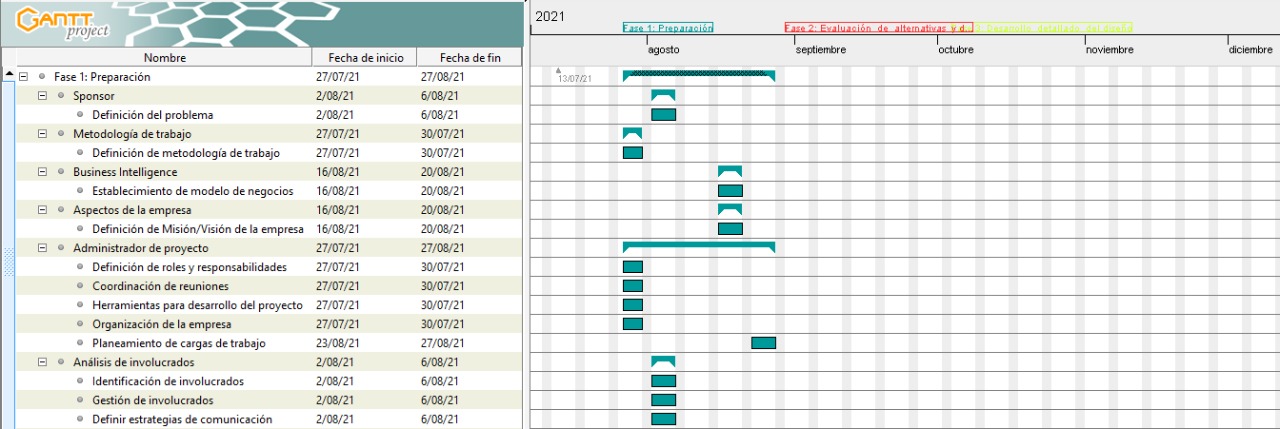 GANTT
project
2021
Fase 1: Preparación
Fase 2: Evaluación de alternativas y d...
Desarrollo detallado del diseño
agosto septiembre octubre noviembre diciembre
Nombre Fecha de inicio Fecha de fin
13/07/21
Fase 1: Preparación 27/07/21 27/08/21
Sponsor 2/08/21 6/08/21
Definición del problema 2/08/21 6/08/21
Metodología de trabajo 27/07/21 30/07/21
Definición de metodología de trabajo 27/07/21 30/07/21
Business Intelligence 16/08/21 20/08/21
Establecimiento de modelo de negocios 16/08/21 20/08/21
Aspectos de la empresa 16/08/21 20/08/21
Definición de Misión/Visión de la empresa 16/08/21 20/08/21
Administrador de proyecto 27/07/21 27/08/21
Definición de roles y responsabilidades 27/07/21 30/07/21
Coordinación de reuniones 27/07/21 30/07/21
Herramientas para desarrollo del proyecto 27/07/21 30/07/21
Organización de la empresa 27/07/21 30/07/21
Planeamiento de cargas de trabajo 23/08/21 27/08/21
Análisis de involucrados 2/08/21 6/08/21
Identificación de involucrados 2/08/21 6/08/21
Gestión de involucrados 2/08/21 6/08/21
Definir estrategias de comunicación 2/08/21 6/08/21